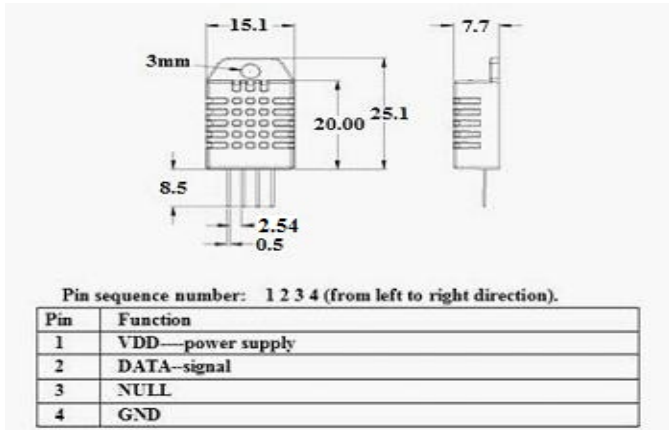 15.1
7.7
3mm
20.00
25.1
8.5
2.54
0.5
Pin sequence number: 1 2 3 4 (from left to right direction).
Pin Function
1 VDD----power supply
2 DATA--signal
3 NULL
4 GND